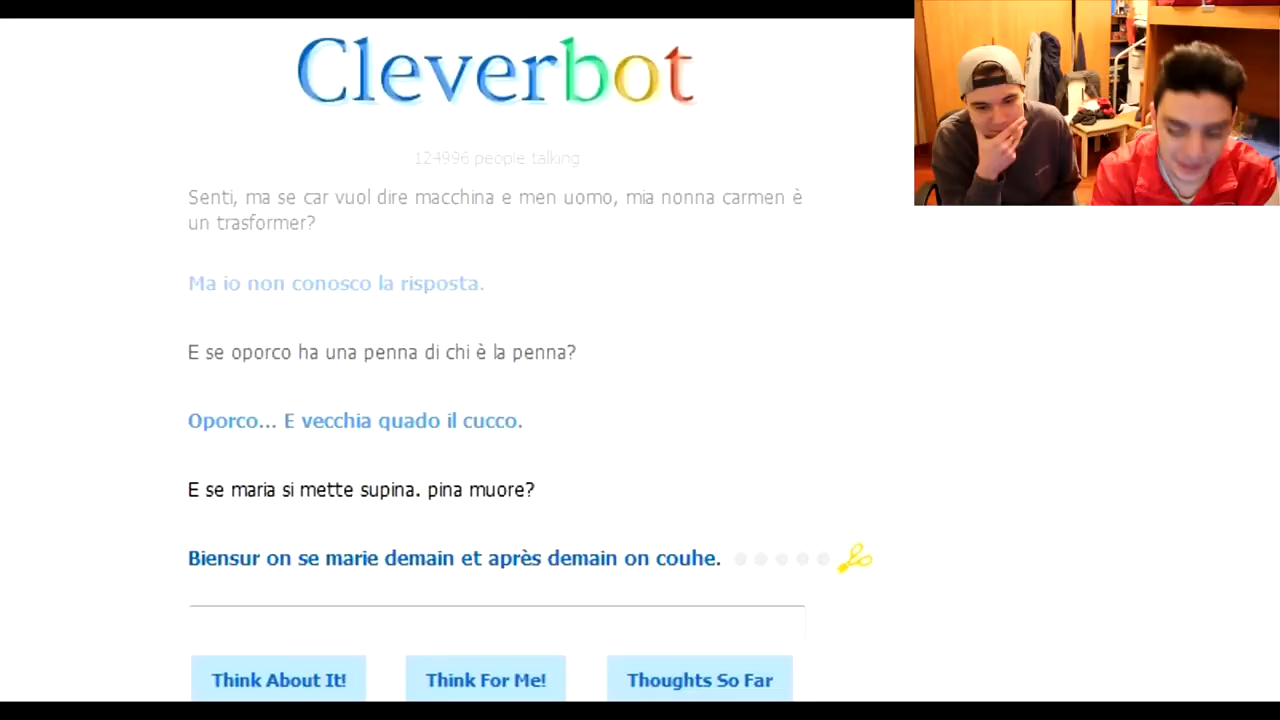 Cleverbot
124996 people talking
Senti, ma se car vuol dire macchina e men uomo, mia nonna carmen è
un trasformer?
Ma io non conosco la risposta.
E se oporco ha una penna di chi è la penna?
Oporco... E vecchia quado il cucco.
E se maria si mette supina. pina muore?
Biensur on se marie demain et après demain on couhe.
Think About It! Think For Me! Thoughts So Far